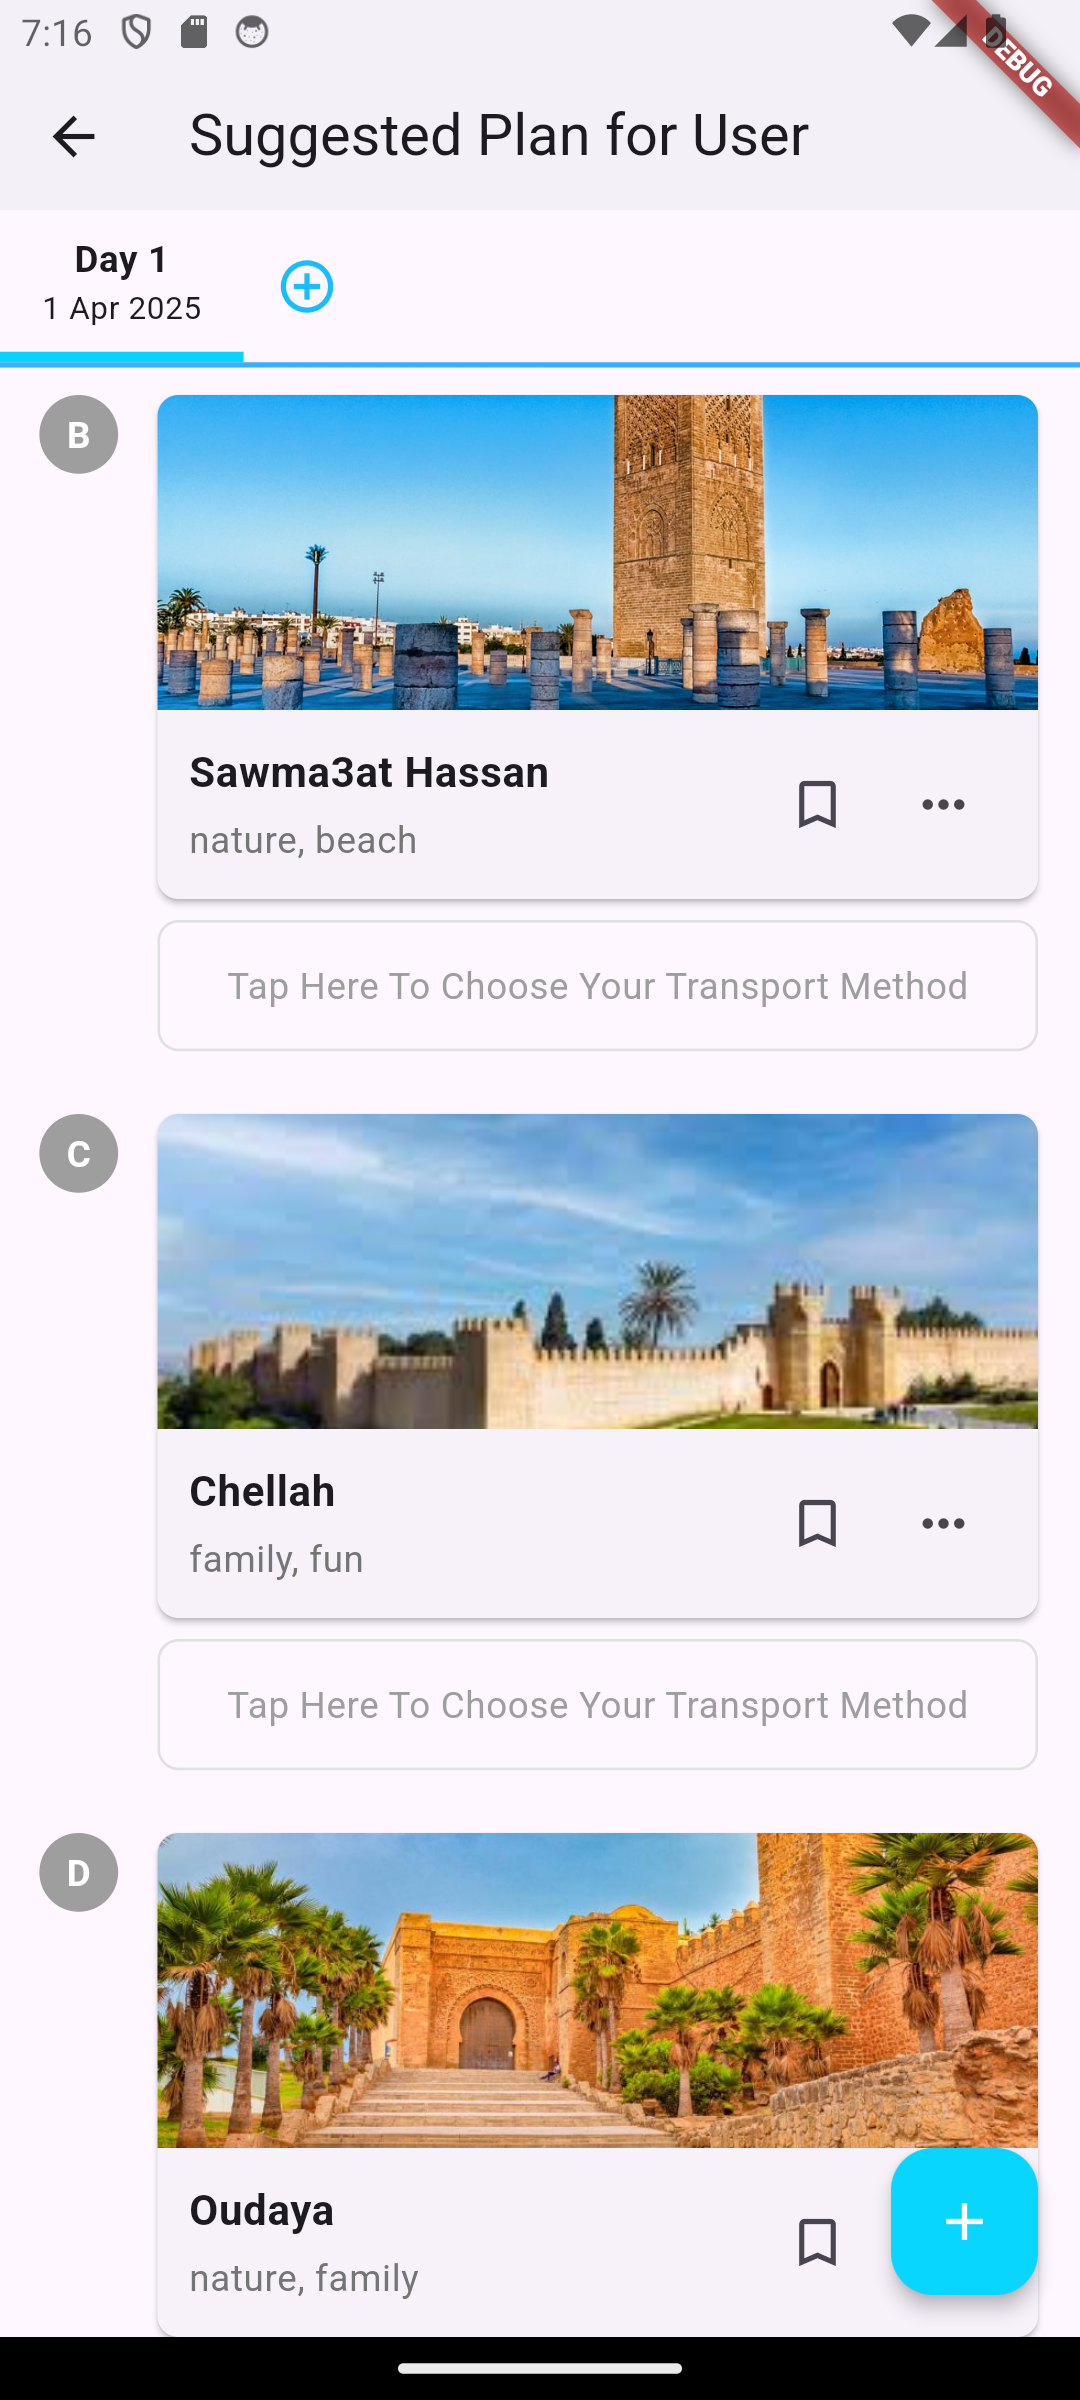 7:16
DEBUG
Suggested Plan for User
Day 1
1 Apr 2025
B
Sawma3at Hassan
nature, beach
Tap Here To Choose Your Transport Method
C
Chellah
family, fun
Tap Here To Choose Your Transport Method
D
Oudaya
nature, family